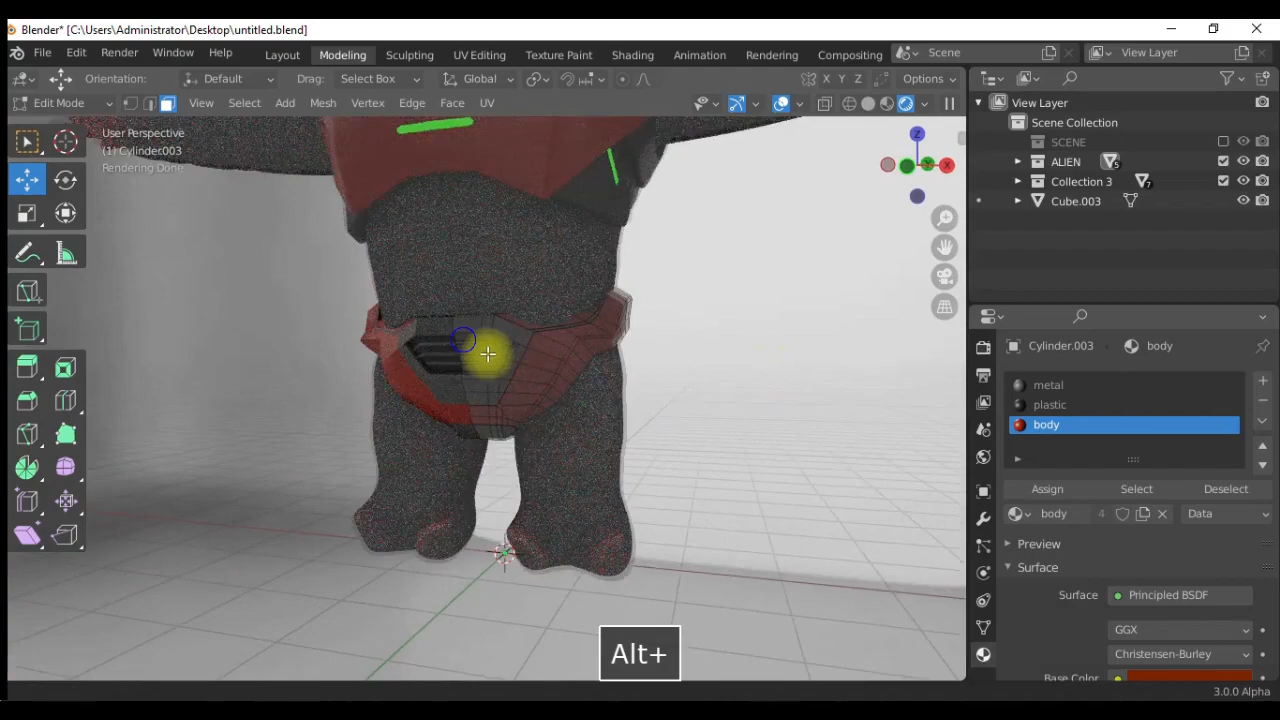 Blender* [C:\Users\Administrator\Desktop\untitled.blend]
File Edit Render Window Help Layout Modeling Sculpting UV Editing Texture Paint Shading Animation Rendering Compositing Scene View Layer
Orientation: Default Drag: Select Box Global X Y Z Options
Edit Mode View Select Add Mesh Vertex Edge Face UV
User Perspective
(1) Cylinder.003
Rendering Done
Z
Y
X
View Layer
Scene Collection
SCENE
ALIEN 5
Collection 3 7
Cube.003
Cylinder.003 body
metal
plastic
body
Assign Select Deselect
body 4 Data
Preview
Surface
Surface Principled BSDF
GGX
Christensen-Burley
Base Color
Alt+
3.0.0 Alpha